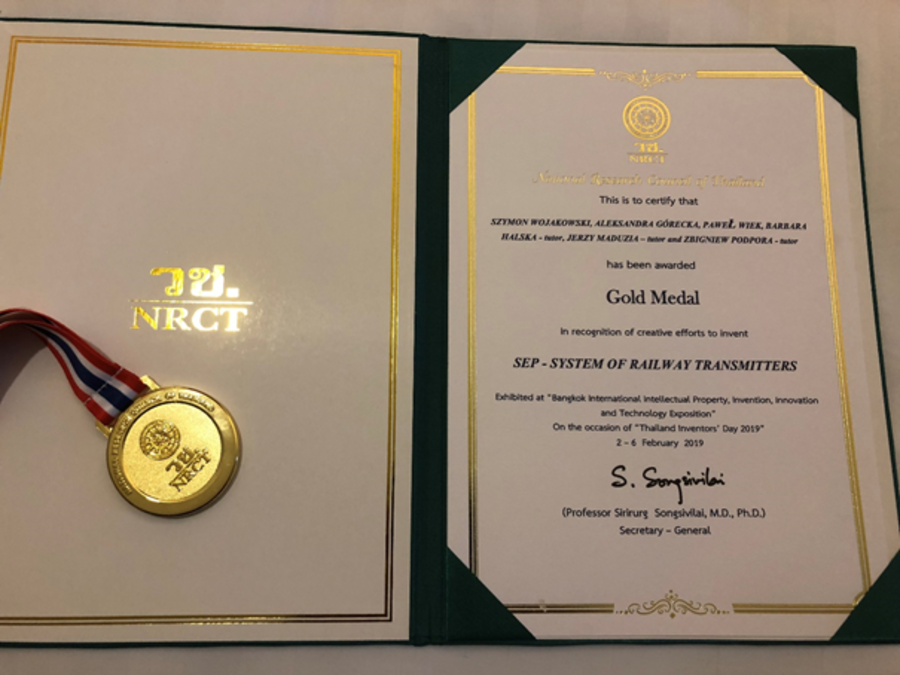 วช.
NRCT
วช.
NRCT
วช.
NRCT
National Research Council of Thailand
This is to certify that
SZYMON WOJAKOWSKI, ALEKSANDRA GÓRECKA, PAWEŁ WIEK, BARBARA
HALSKA - tutor, JERZY MADUZIA – tutor and ZBIGNIEW PODPORA - tutor
has been awarded
Gold Medal
in recognition of creative efforts to invent
SEP - SYSTEM OF RAILWAY TRANSMITTERS
Exhibited at "Bangkok International Intellectual Property, Invention, Innovation
and Technology Exposition"
On the occasion of "Thailand Inventors' Day 2019"
2 – 6 February 2019
S. Songsivilai
(Professor Sirirurg Songsivilai, M.D., Ph.D.)
Secretary – General